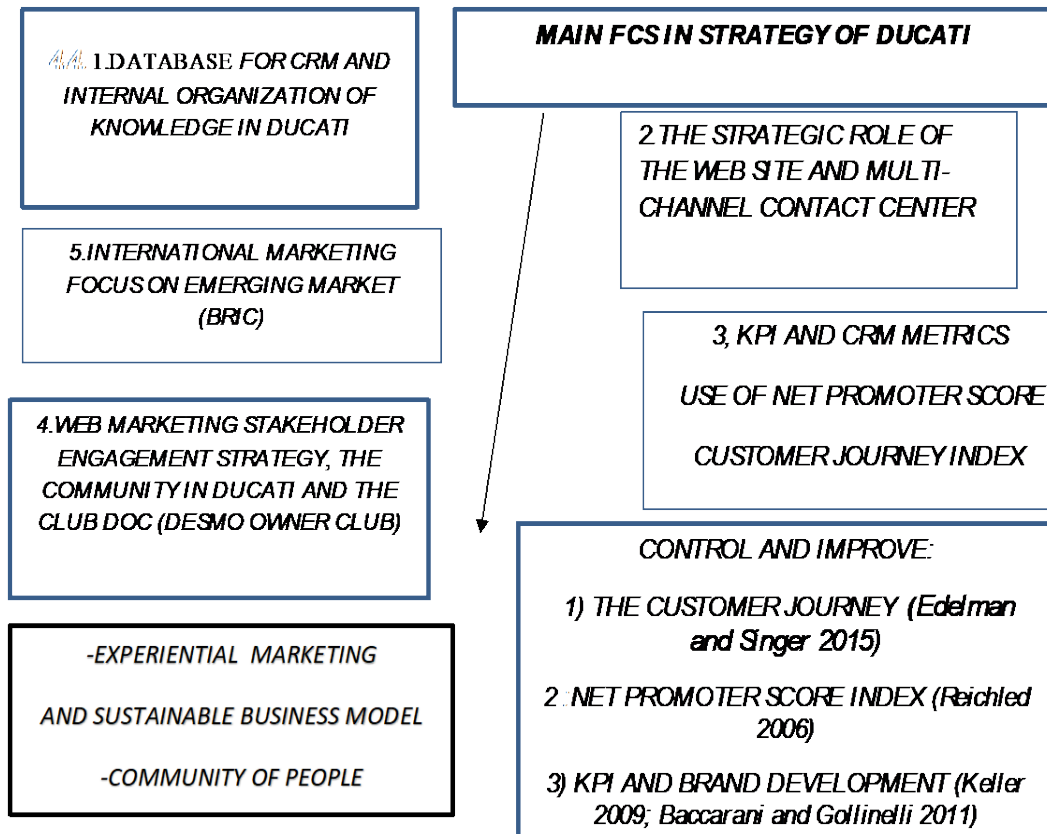 MAIN FCS IN STRATEGY OF DUCATI
4.4. 1.DATABASE FOR CRM AND
INTERNAL ORGANIZATION OF
KNOWLEDGE IN DUCATI
2.THE STRATEGIC ROLE OF
THE WEB SITE AND MULTI-
CHANNEL CONTACT CENTER
5.INTERNATIONAL MARKETING
FOCUS ON EMERGING MARKET
(BRIC)
3, KPI AND CRM METRICS
USE OF NET PROMOTER SCORE
CUSTOMER JOURNEY INDEX
4.WEB MARKETING STAKEHOLDER
ENGAGEMENT STRATEGY, THE
COMMUNITY IN DUCATI AND THE
CLUB DOC (DESMO OWNER CLUB)
CONTROL AND IMPROVE:
1) THE CUSTOMER JOURNEY (Edelman
and Singer 2015)
2 : NET PROMOTER SCORE INDEX (Reichled
2006)
3) KPI AND BRAND DEVELOPMENT (Keller
2009; Baccarani and Gollinelli 2011)
-EXPERIENTIAL MARKETING
AND SUSTAINABLE BUSINESS MODEL
-COMMUNITY OF PEOPLE